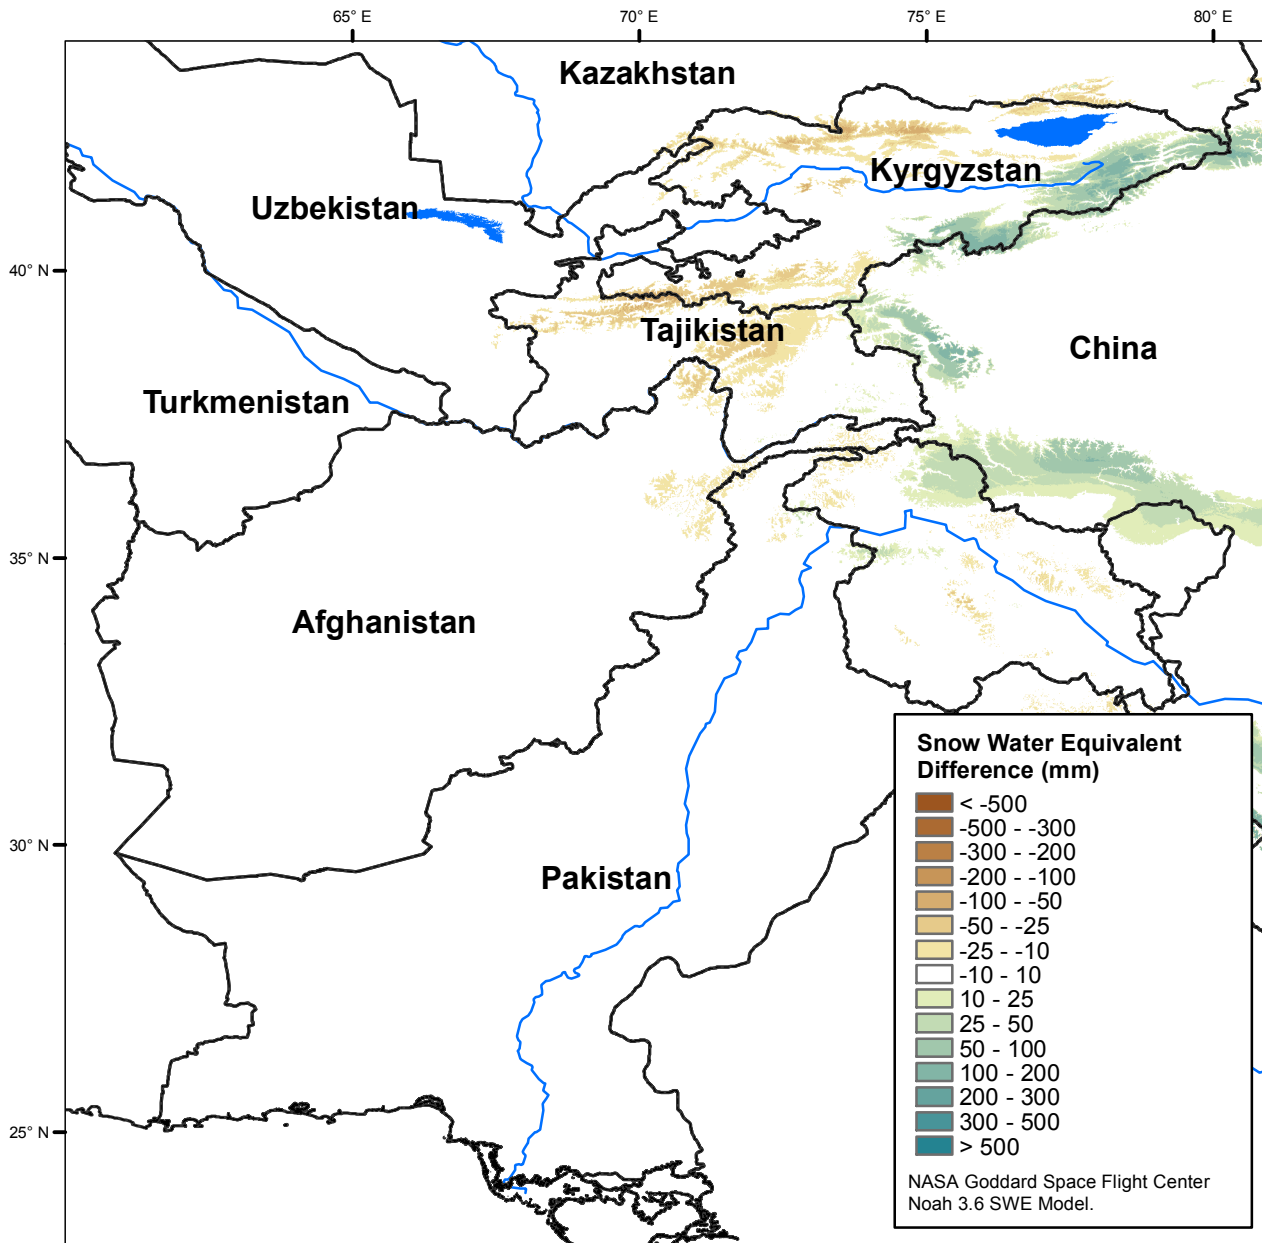 65° E
70° E
75° E
80° E
Kazakhstan
Kyrgyzstan
Uzbekistan
40° N
Tajikistan
China
Turkmenistan
35° N
Afghanistan
Snow Water Equivalent
Difference (mm)
< -500
-500 - -300
-300 - -200
-200 - -100
-100 - -50
-50 - -25
-25 - -10
-10 - 10
10 - 25
25 - 50
50 - 100
100 - 200
200 - 300
300 - 500
> 500
30° N
Pakistan
25° N
NASA Goddard Space Flight Center
Noah 3.6 SWE Model.